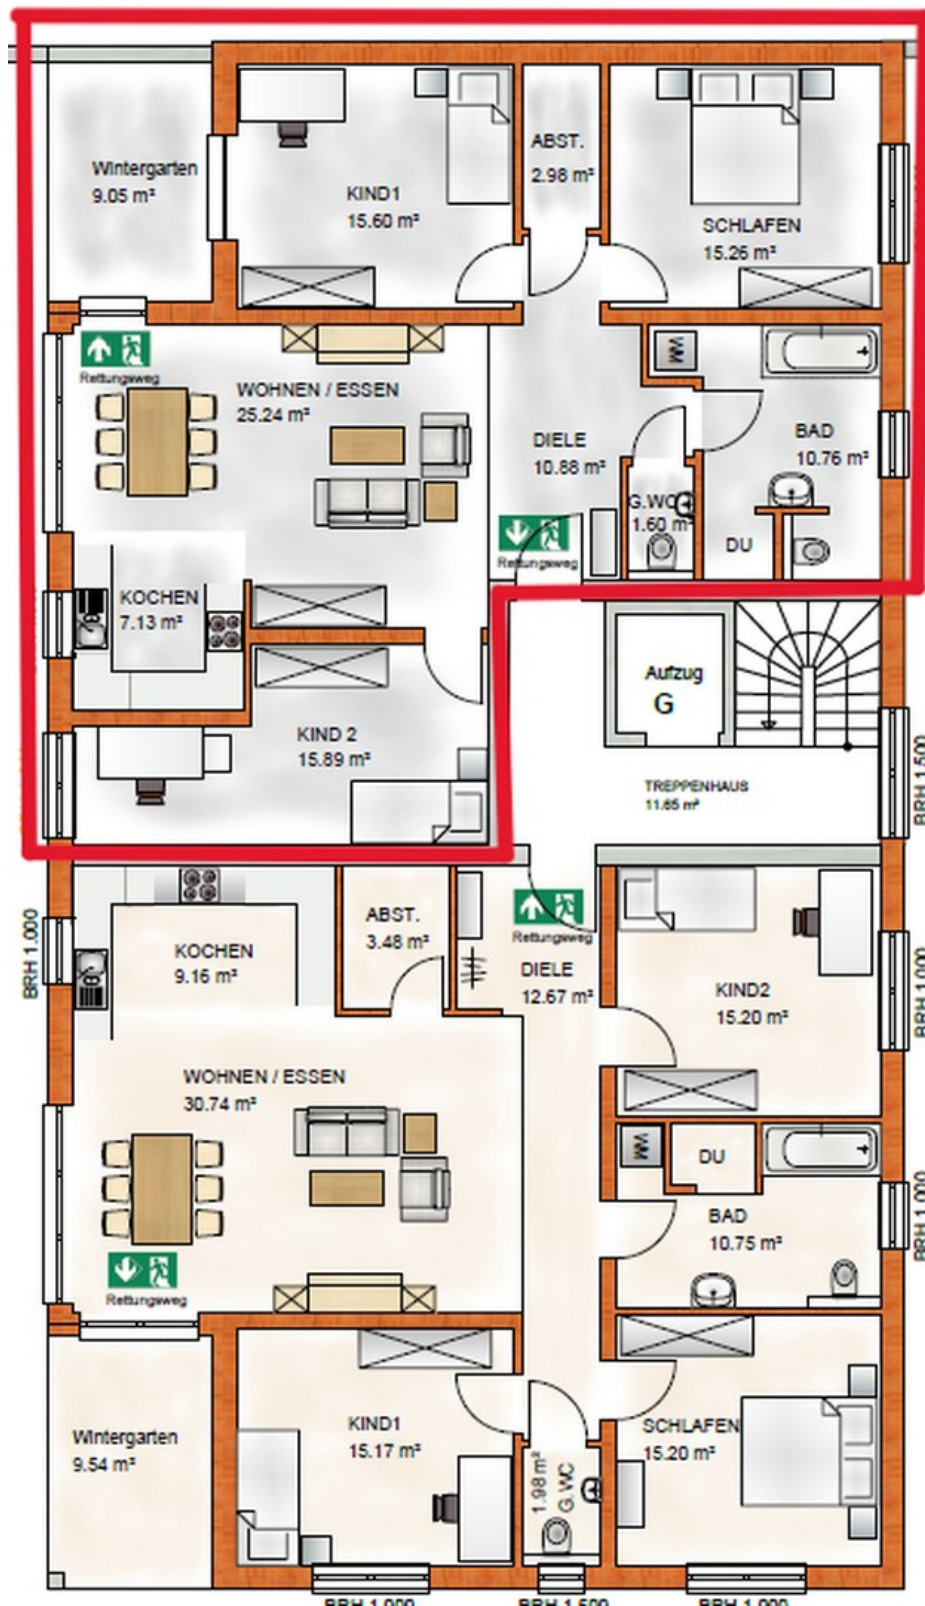 Wintergarten
9.05 m²
KIND1
15.60 m²
ABST.
2.98 m²
SCHLAFEN
15.26 m²
Rettungsweg
WOHNEN / ESSEN
25.24 m²
WM
DIELE
10.88 m²
BAD
10.76 m²
G.WC
1.60 m²
DU
Rettungsweg
KOCHEN
7.13 m²
Aufzug
G
KIND 2
15.89 m²
TREPPENHAUS
11.65 m²
BRH 1.500
KOCHEN
9.16 m²
ABST.
3.48 m²
Rettungsweg
DIELE
12.67 m²
KIND2
15.20 m²
BRH 1.000
BRH 1.000
WOHNEN / ESSEN
30.74 m²
WM
DU
BAD
10.75 m²
BRH 1.000
Rettungsweg
Wintergarten
9.54 m²
KIND1
15.17 m²
1.98 m²
G.WC
SCHLAFEN
15.20 m²
BRH 1.000
BRH 1.500
BRH 1.000